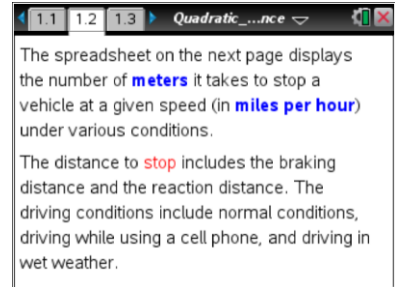 1.1 1.2 1.3 Quadratic_...nce
The spreadsheet on the next page displays
the number of meters it takes to stop a
vehicle at a given speed (in miles per hour)
under various conditions.
The distance to stop includes the braking
distance and the reaction distance. The
driving conditions include normal conditions,
driving while using a cell phone, and driving in
wet weather.